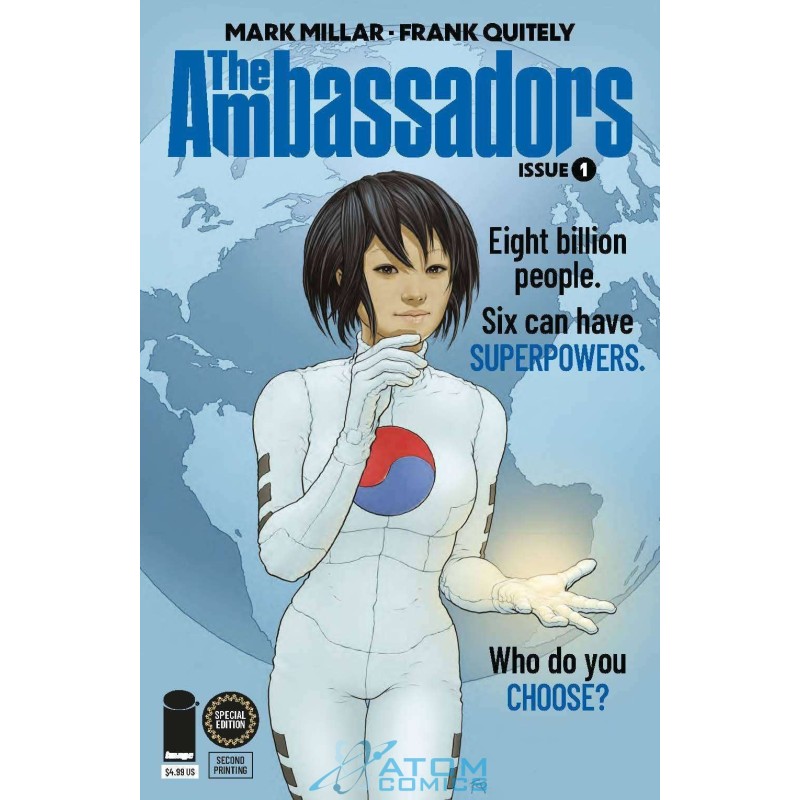 MARK MILLAR · FRANK QUITELY
The
Ambassadors
ISSUE 1
Eight billion
people.
Six can have
SUPERPOWERS.
Who do you
CHOOSE?
SPECIAL
EDITION
image
$4.99 US
SECOND
PRINTING
ATOM
COMICS